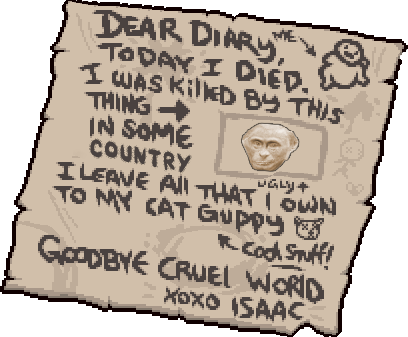 DEAR DIARY,
ME
TODAY I DIED.
I WAS KILLED BY THIS
THING
IN SOME
COUNTRY
UGLY↑
I LEAVE All THAT I OWN
TO MY CAT GUPPY
Cool Stuff!
GOODBYE CRUEL WORLD
XOXO ISAAC